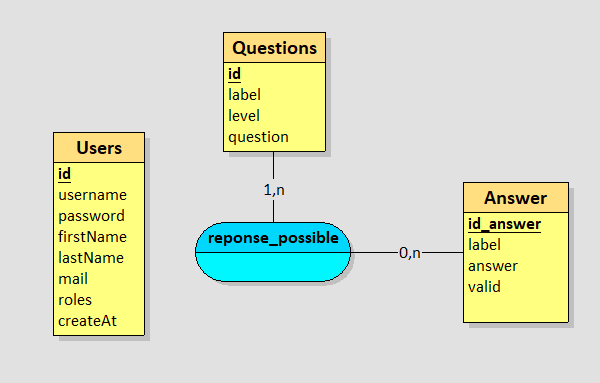 Questions
id
label
level
question
Users
id
username
password
firstName
lastName
mail
roles
createAt
1,n
reponse_possible
0,n
Answer
id_answer
label
answer
valid